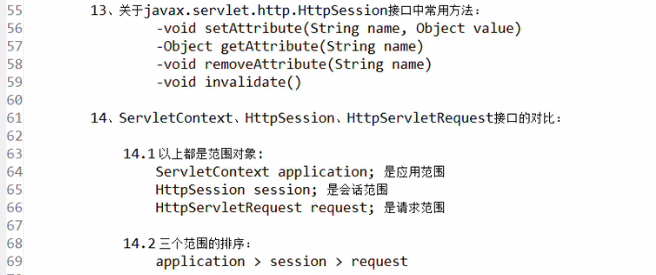 55 13、关于javax.servlet.http.HttpSession接口中常用方法:
56 -void setAttribute(String name, Object value)
57 -Object getAttribute(String name)
58 -void removeAttribute(String name)
59 -void invalidate()
60
61 14、ServletContext、HttpSession、HttpServletRequest接口的对比:
62
63 14.1 以上都是范围对象:
64 ServletContext application; 是应用范围
65 HttpSession session; 是会话范围
66 HttpServletRequest request; 是请求范围
67
68 14.2 三个范围的排序:
69 application > session > request